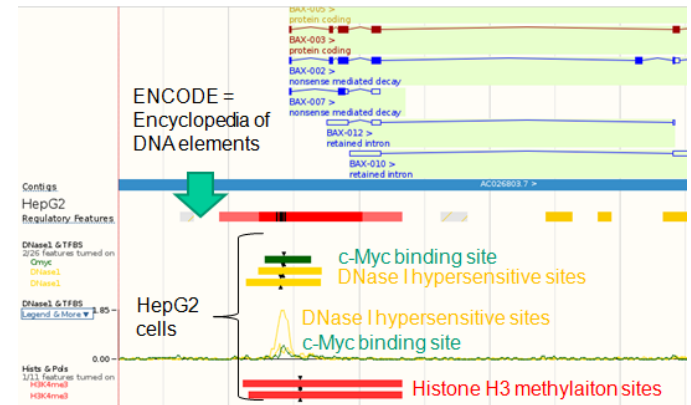 BAX-005 >
protein coding
BAX-003 >
protein coding
BAX-002 >
nonsense mediated decay
BAX-007 >
nonsense mediated decay
BAX-012 >
retained intron
BAX-010 >
retained intron
ENCODE =
Encyclopedia of
DNA elements
Contigs
AC026803.7 >
HepG2
Regulatory Features
DNase1 & TFBS
2/26 features turned on
Cmyc
DNase1
DNase1
c-Myc binding site
DNase I hypersensitive sites
HepG2
cells
DNase1 & TFBS
Legend & More ▼
1.85
0.00
DNase I hypersensitive sites
c-Myc binding site
Hists & Pols
1/11 features turned on
H3K4me3
H3K4me3
Histone H3 methylaiton sites